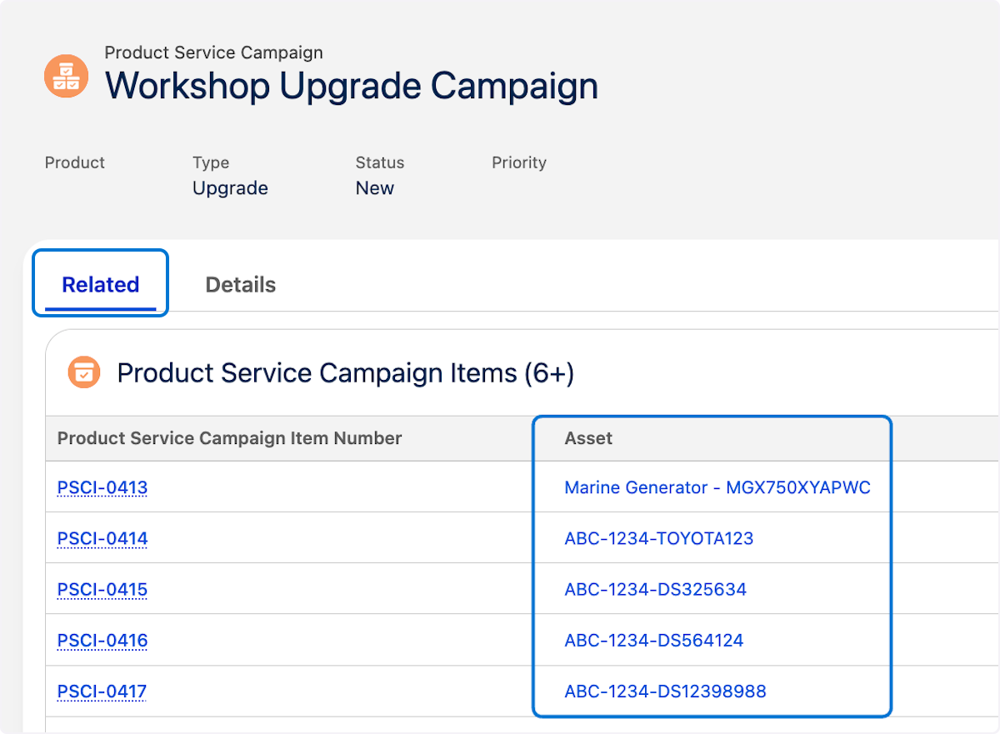 Product Service Campaign
Workshop Upgrade Campaign
Product Type Status Priority
Upgrade New
Related Details
Product Service Campaign Items (6+)
Product Service Campaign Item Number Asset
PSCI-0413 Marine Generator - MGX750XYAPWC
PSCI-0414 ABC-1234-TOYOTA123
PSCI-0415 ABC-1234-DS325634
PSCI-0416 ABC-1234-DS564124
PSCI-0417 ABC-1234-DS12398988